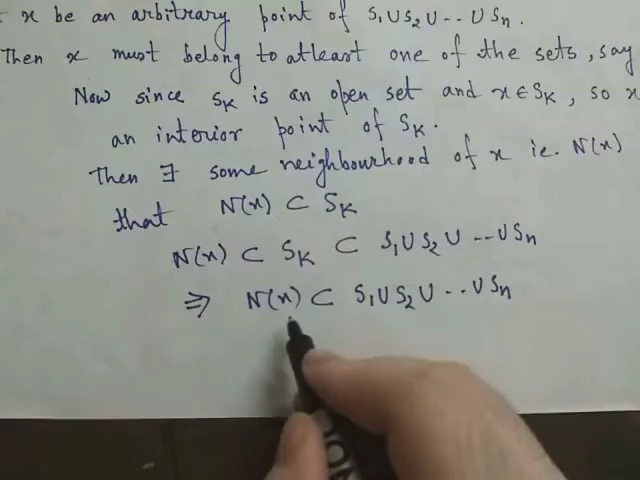 x be an arbitrary point of S₁∪S₂∪--∪Sₙ.
Then x must belong to atleast one of the sets, say
Now since Sₖ is an open set and x∈Sₖ, so x
an interior point of Sₖ.
Then ∃ some neighbourhood of x ie. N(x)
that N(x) ⊂ Sₖ
N(x) ⊂ Sₖ ⊂ S₁∪S₂∪ --∪Sₙ
⇒ N(x) ⊂ S₁∪S₂∪--∪Sₙ